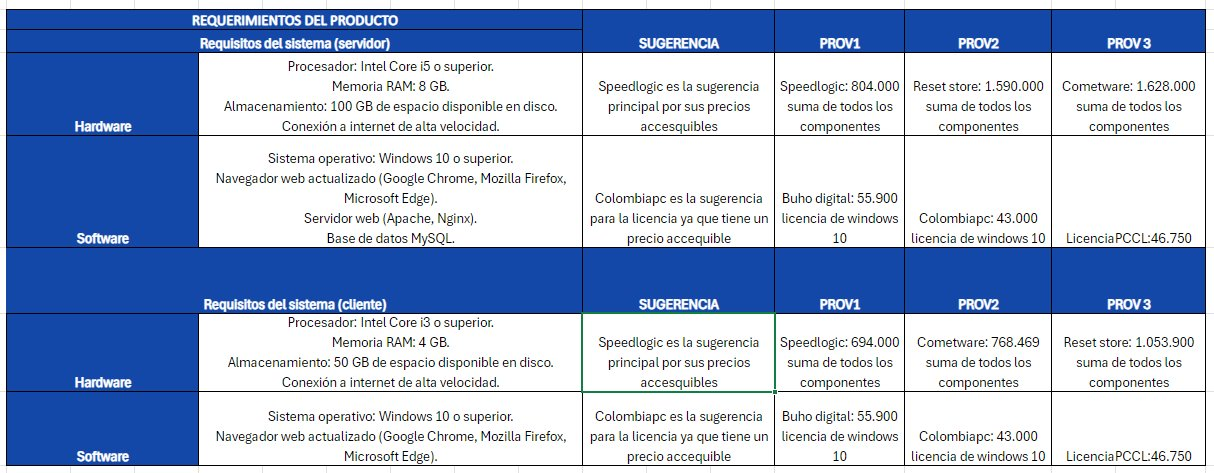 REQUERIMIENTOS DEL PRODUCTO
Requisitos del sistema (servidor)
SUGERENCIA
PROV1
PROV2
PROV 3
Hardware
Procesador: Intel Core i5 o superior.
Memoria RAM: 8 GB.
Almacenamiento: 100 GB de espacio disponible en disco.
Conexión a internet de alta velocidad.
Speedlogic es la sugerencia
principal por sus precios
accesquibles
Speedlogic: 804.000
suma de todos los
componentes
Reset store: 1.590.000
suma de todos los
componentes
Cometware: 1.628.000
suma de todos los
componentes
Software
Sistema operativo: Windows 10 o superior.
Navegador web actualizado (Google Chrome, Mozilla Firefox,
Microsoft Edge).
Servidor web (Apache, Nginx).
Base de datos MySQL.
Colombiapc es la sugerencia
para la licencia ya que tiene un
precio accequible
Buho digital: 55.900
licencia de windows
10
Colombiapc: 43.000
licencia de windows 10
LicenciaPCCL:46.750
Requisitos del sistema (cliente)
SUGERENCIA
PROV1
PROV2
PROV 3
Hardware
Procesador: Intel Core i3 o superior.
Memoria RAM: 4 GB.
Almacenamiento: 50 GB de espacio disponible en disco.
Conexión a internet de alta velocidad.
Speedlogic es la sugerencia
principal por sus precios
accesquibles
Speedlogic: 694.000
suma de todos los
componentes
Cometware: 768.469
suma de todos los
componentes
Reset store: 1.053.900
suma de todos los
componentes
Software
Sistema operativo: Windows 10 o superior.
Navegador web actualizado (Google Chrome, Mozilla Firefox,
Microsoft Edge).
Colombiapc es la sugerencia
para la licencia ya que tiene un
precio accequible
Buho digital: 55.900
licencia de windows
10
Colombiapc: 43.000
licencia de windows 10
LicenciaPCCL:46.750